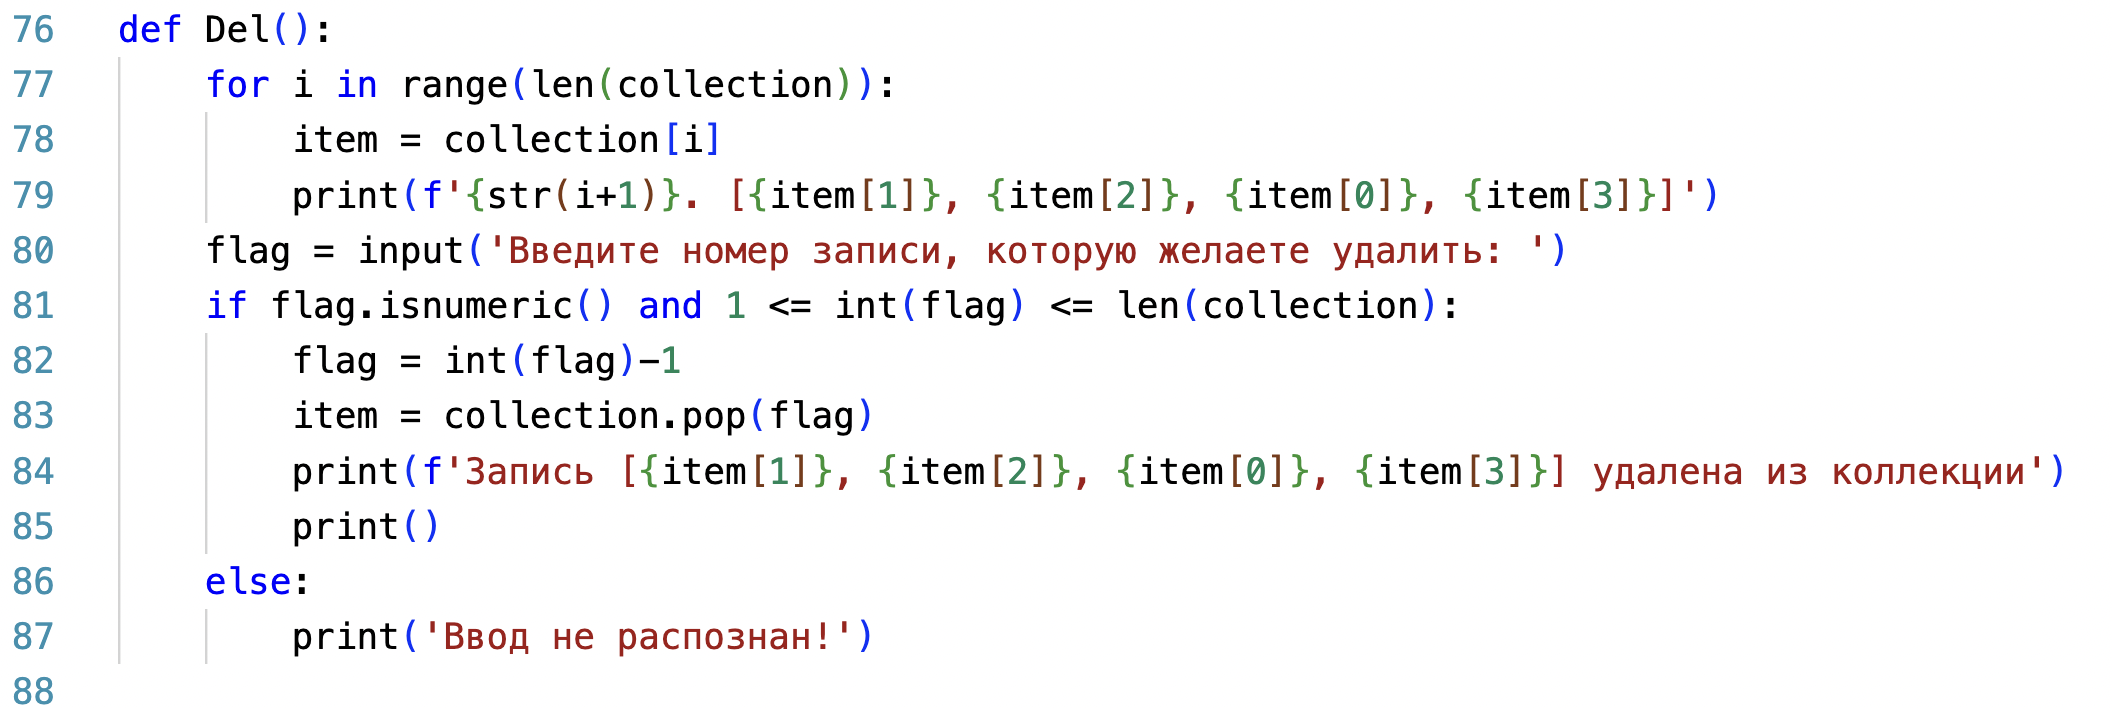 76 def Del():
77     for i in range(len(collection)):
78         item = collection[i]
79         print(f'{str(i+1)}. [{item[1]}, {item[2]}, {item[0]}, {item[3]}]')
80     flag = input('Введите номер записи, которую желаете удалить: ')
81     if flag.isnumeric() and 1 <= int(flag) <= len(collection):
82         flag = int(flag)-1
83         item = collection.pop(flag)
84         print(f'Запись [{item[1]}, {item[2]}, {item[0]}, {item[3]}] удалена из коллекции')
85         print()
86     else:
87         print('Ввод не распознан!')
88